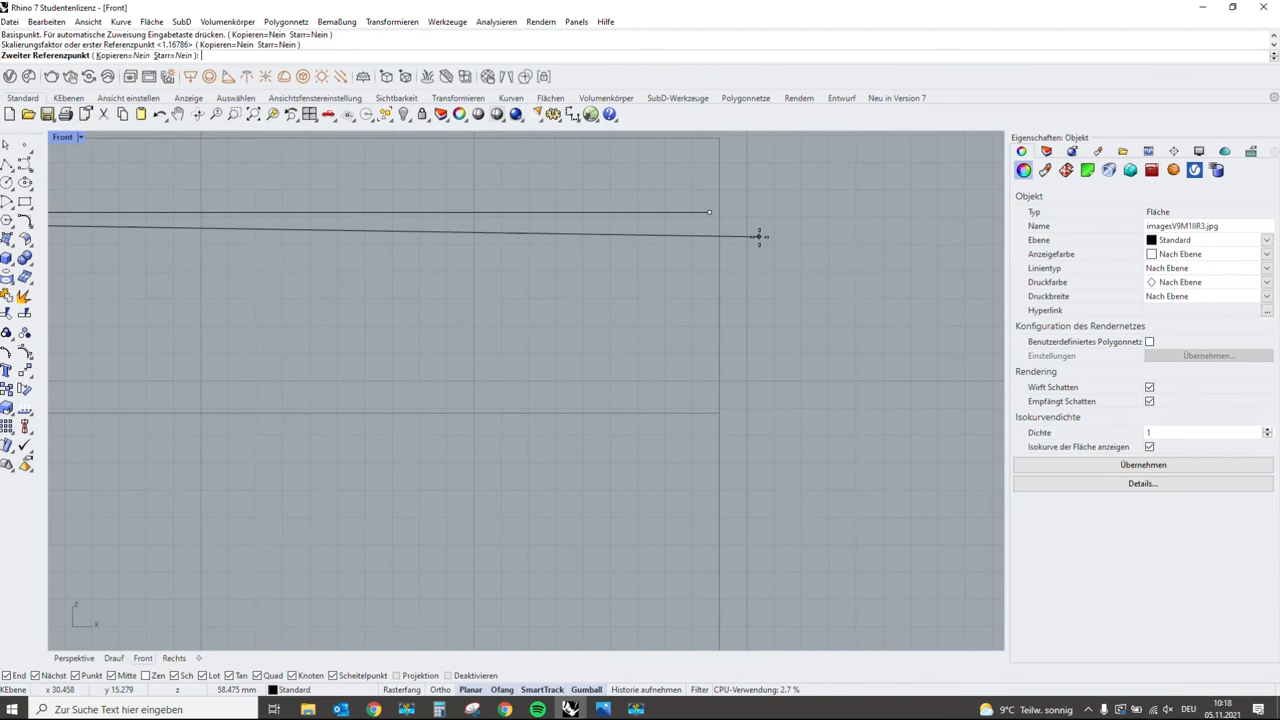 Rhino 7 Studentenlizenz - [Front]
Datei Bearbeiten Ansicht Kurve Fläche SubD Volumenkörper Polygonnetz Bemaßung Transformieren Werkzeuge Analysieren Rendern Panels Hilfe
Basispunkt. Für automatische Zuweisung Eingabetaste drücken. ( Kopieren=Nein Starr=Nein )
Skalierungsfaktor oder erster Referenzpunkt <1.16786> ( Kopieren=Nein Starr=Nein )
Zweiter Referenzpunkt ( Kopieren=Nein Starr=Nein ):
Standard KEbenen Ansicht einstellen Anzeige Auswählen Ansichtsfenstereinstellung Sichtbarkeit Transformieren Kurven Flächen Volumenkörper SubD-Werkzeuge Polygonnetze Rendern Entwurf Neu in Version 7
Front
Eigenschaften: Objekt
Objekt
Typ Fläche
Name imagesV9M1IIR3.jpg
Ebene Standard
Anzeigefarbe Nach Ebene
Linientyp Nach Ebene
Druckfarbe Nach Ebene
Druckbreite Nach Ebene
Hyperlink ...
Konfiguration des Rendernetzes
Benutzerdefiniertes Polygonnetz
Einstellungen Übernehmen...
Rendering
Wirft Schatten
Empfängt Schatten
Isokurvendichte
Dichte 1
Isokurve der Fläche anzeigen
Übernehmen
Details...
z
x
Perspektive Drauf Front Rechts
End Nächst Punkt Mitte Zen Sch Lot Tan Quad Knoten Scheitelpunkt Projektion Deaktivieren
KEbene x 30.458 y 15.279 z 58.475 mm Standard Rasterfang Ortho Planar Ofang SmartTrack Gumball Historie aufnehmen Filter CPU-Verwendung: 2.7 %
Zur Suche Text hier eingeben
9°C Teilw. sonnig DEU 10:18
05.11.2021